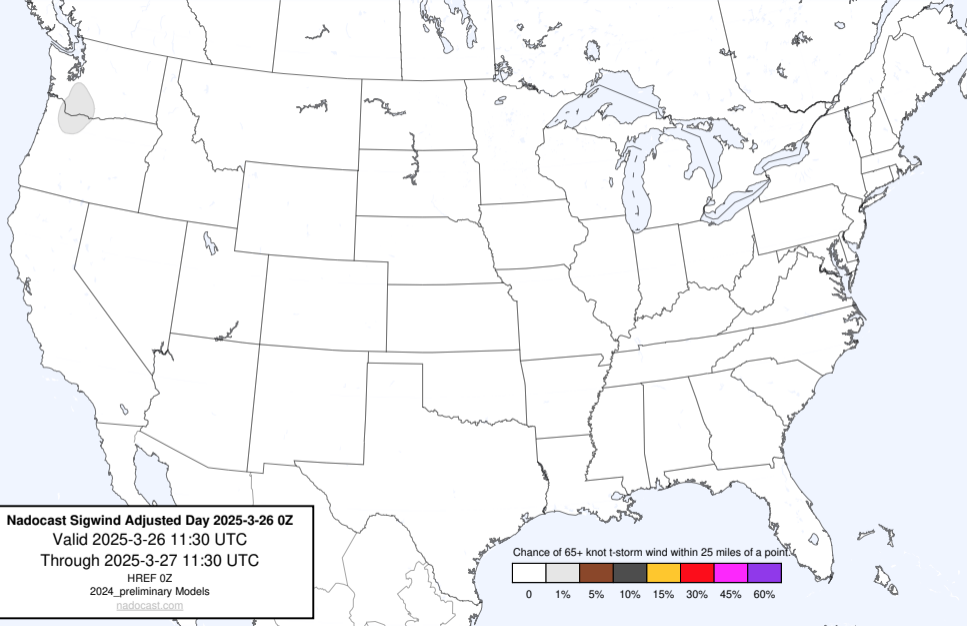 Nadocast Sigwind Adjusted Day 2025-3-26 0Z
Valid 2025-3-26 11:30 UTC
Through 2025-3-27 11:30 UTC
HREF 0Z
2024_preliminary Models
nadocast.com
Chance of 65+ knot t-storm wind within 25 miles of a point.
0 1% 5% 10% 15% 30% 45% 60%